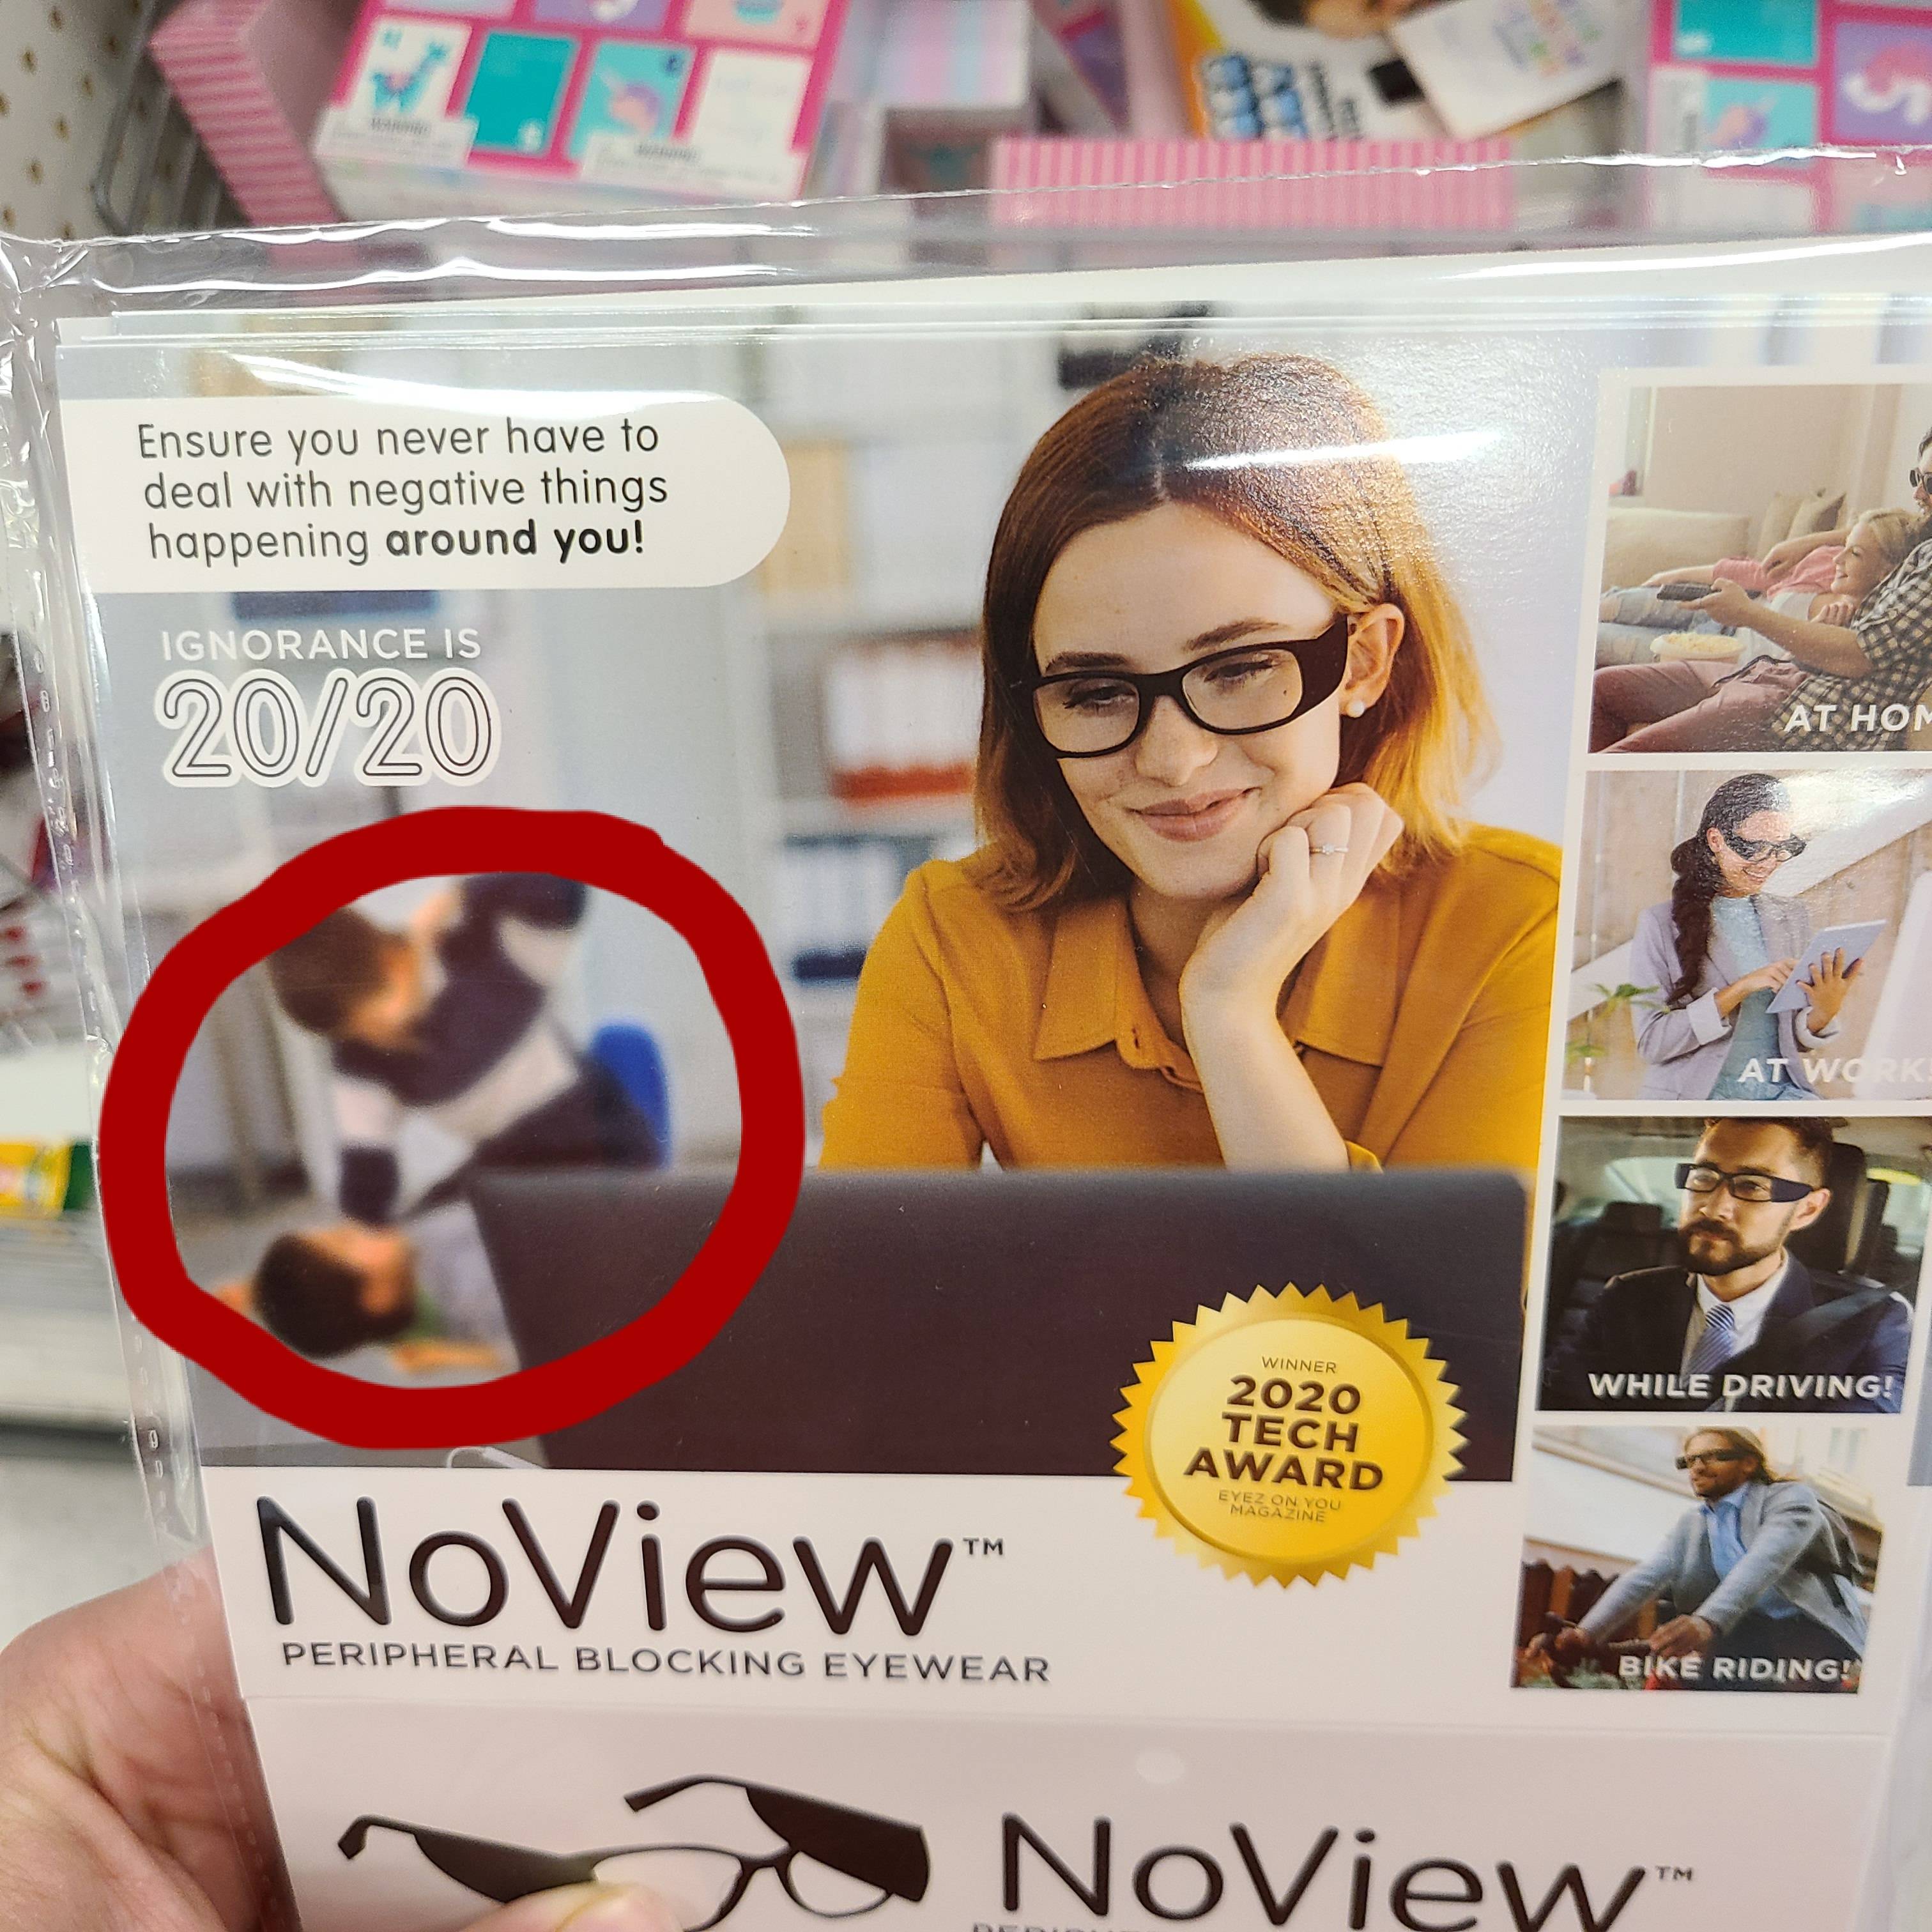 Ensure you never have to
deal with negative things
happening around you!
IGNORANCE IS
20/20
AT HOM
AT WORK!
WHILE DRIVING!
BIKE RIDING!
WINNER
2020
TECH
AWARD
EYEZ ON YOU
MAGAZINE
NoView™
PERIPHERAL BLOCKING EYEWEAR
NoView™